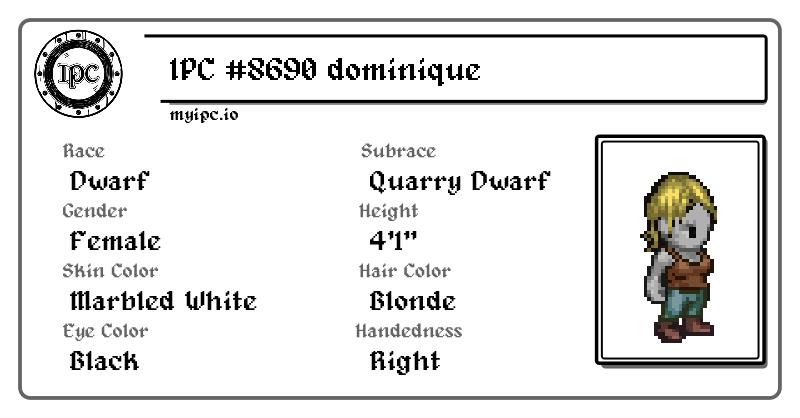 IPC
IPC #8690 dominique
myipc.io
Race
Dwarf
Subrace
Quarry Dwarf
Gender
Female
Height
4'1"
Skin Color
Marbled White
Hair Color
Blonde
Eye Color
Black
Handedness
Right